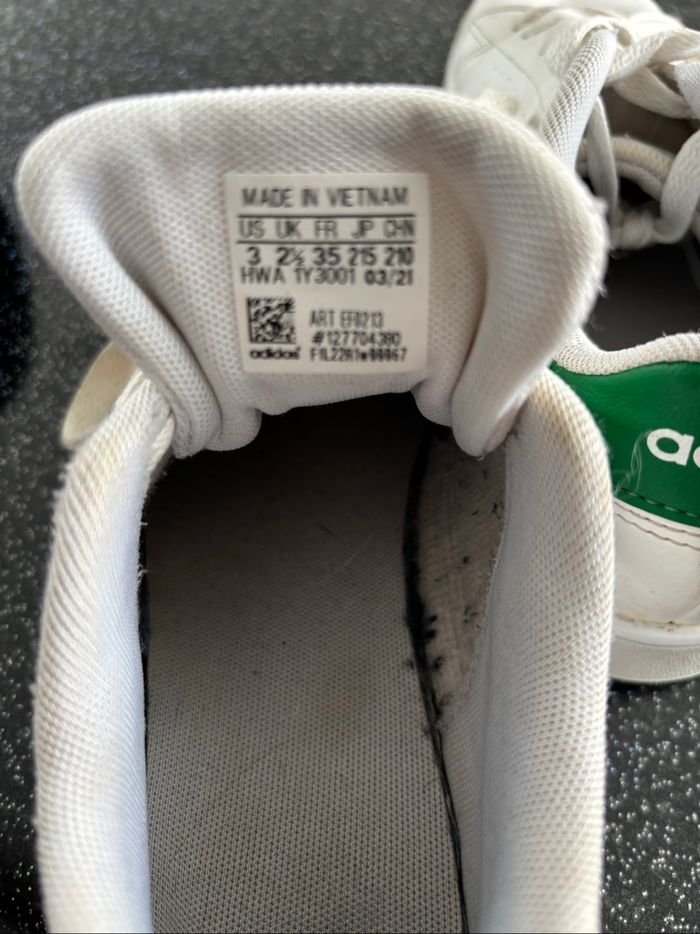 MADE IN VIETNAM
US UK FR JP CHN
3 2½ 35 215 210
HWA 1Y3001 03/21
ART EF0213
#127704380
adidas